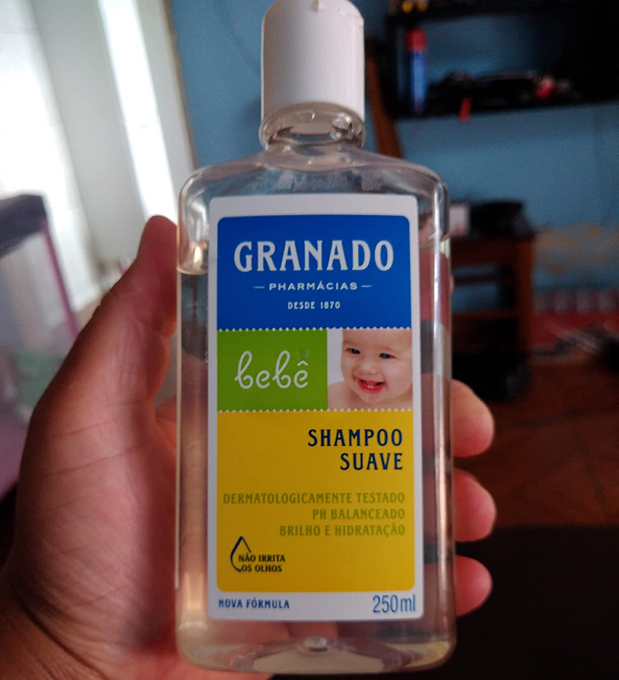 GRANADO
PHARMÁCIAS
DESDE 1870
bebê
SHAMPOO
SUAVE
DERMATOLOGICAMENTE TESTADO
PH BALANCEADO
BRILHO E HIDRATAÇÃO
NÃO IRRITA
OS OLHOS
NOVA FÓRMULA
250ml